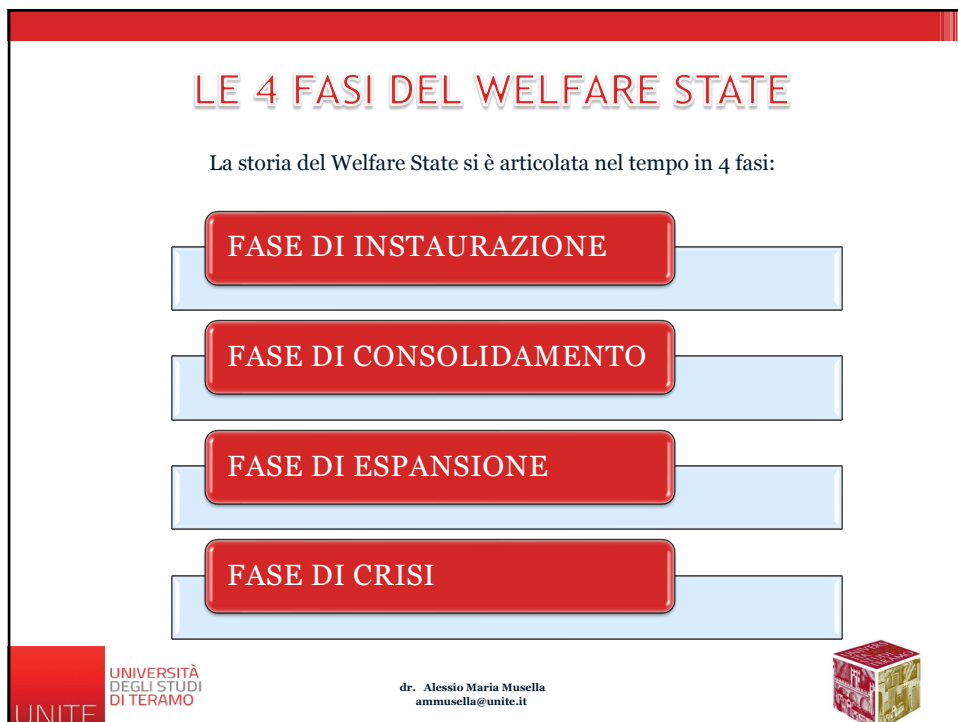 LE 4 FASI DEL WELFARE STATE
La storia del Welfare State si è articolata nel tempo in 4 fasi:
FASE DI INSTAURAZIONE
FASE DI CONSOLIDAMENTO
FASE DI ESPANSIONE
FASE DI CRISI
UNITE
UNIVERSITÀ
DEGLI STUDI
DI TERAMO
dr. Alessio Maria Musella
ammusella@unite.it